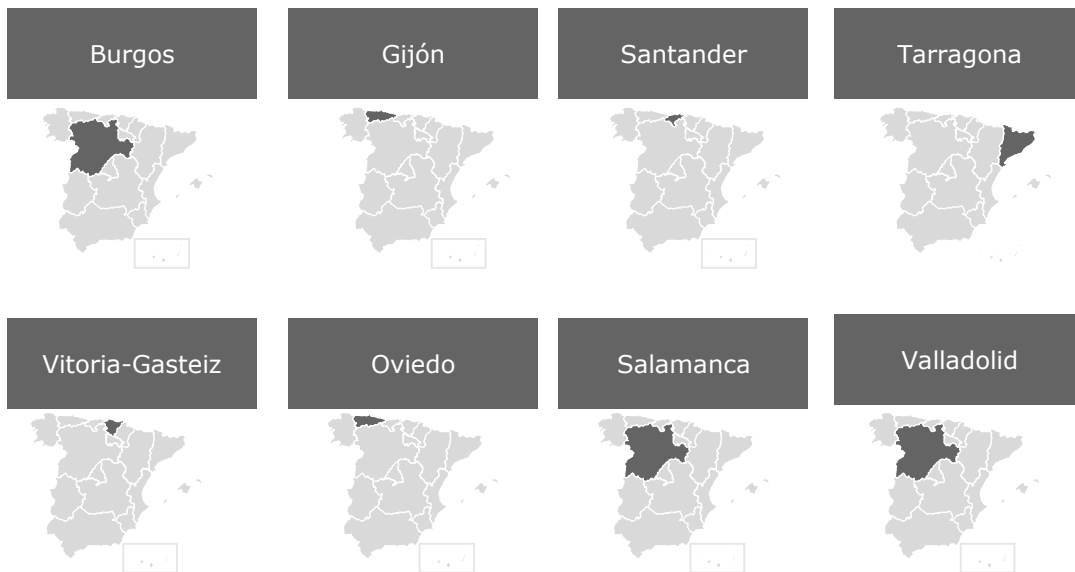 Burgos
Gijón
Santander
Tarragona
Vitoria-Gasteiz
Oviedo
Salamanca
Valladolid